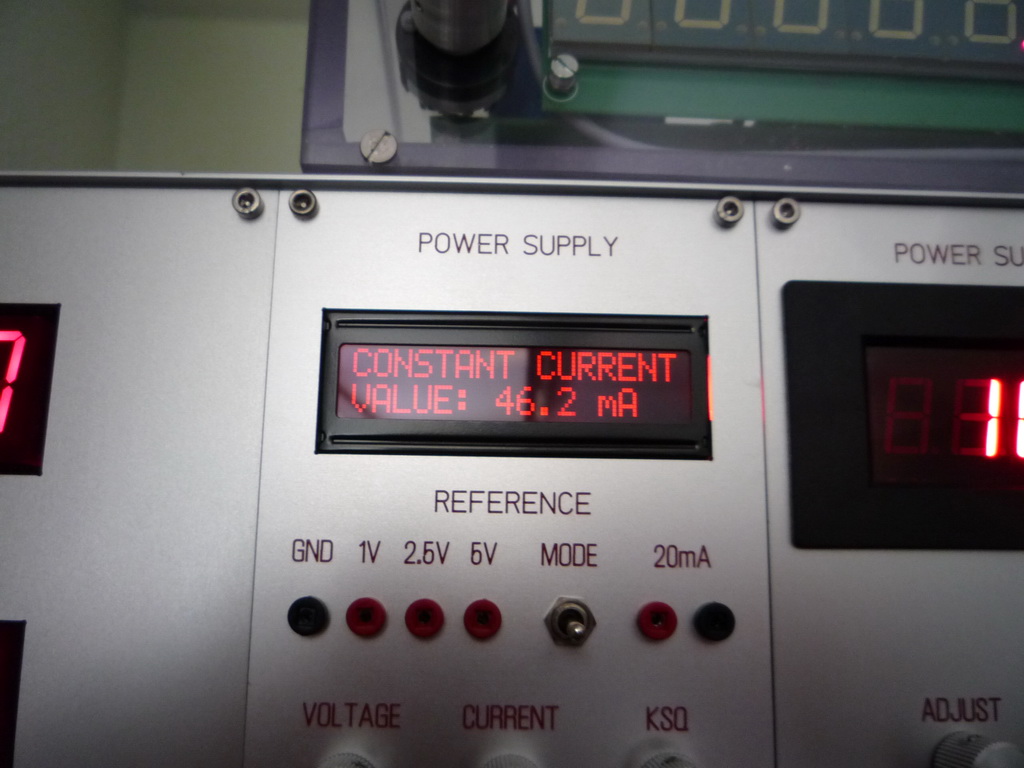 POWER SUPPLY
POWER SU
CONSTANT CURRENT
VALUE: 46.2 mA
REFERENCE
GND 1V 2.5V 5V MODE 20mA
VOLTAGE CURRENT KSQ
ADJUST